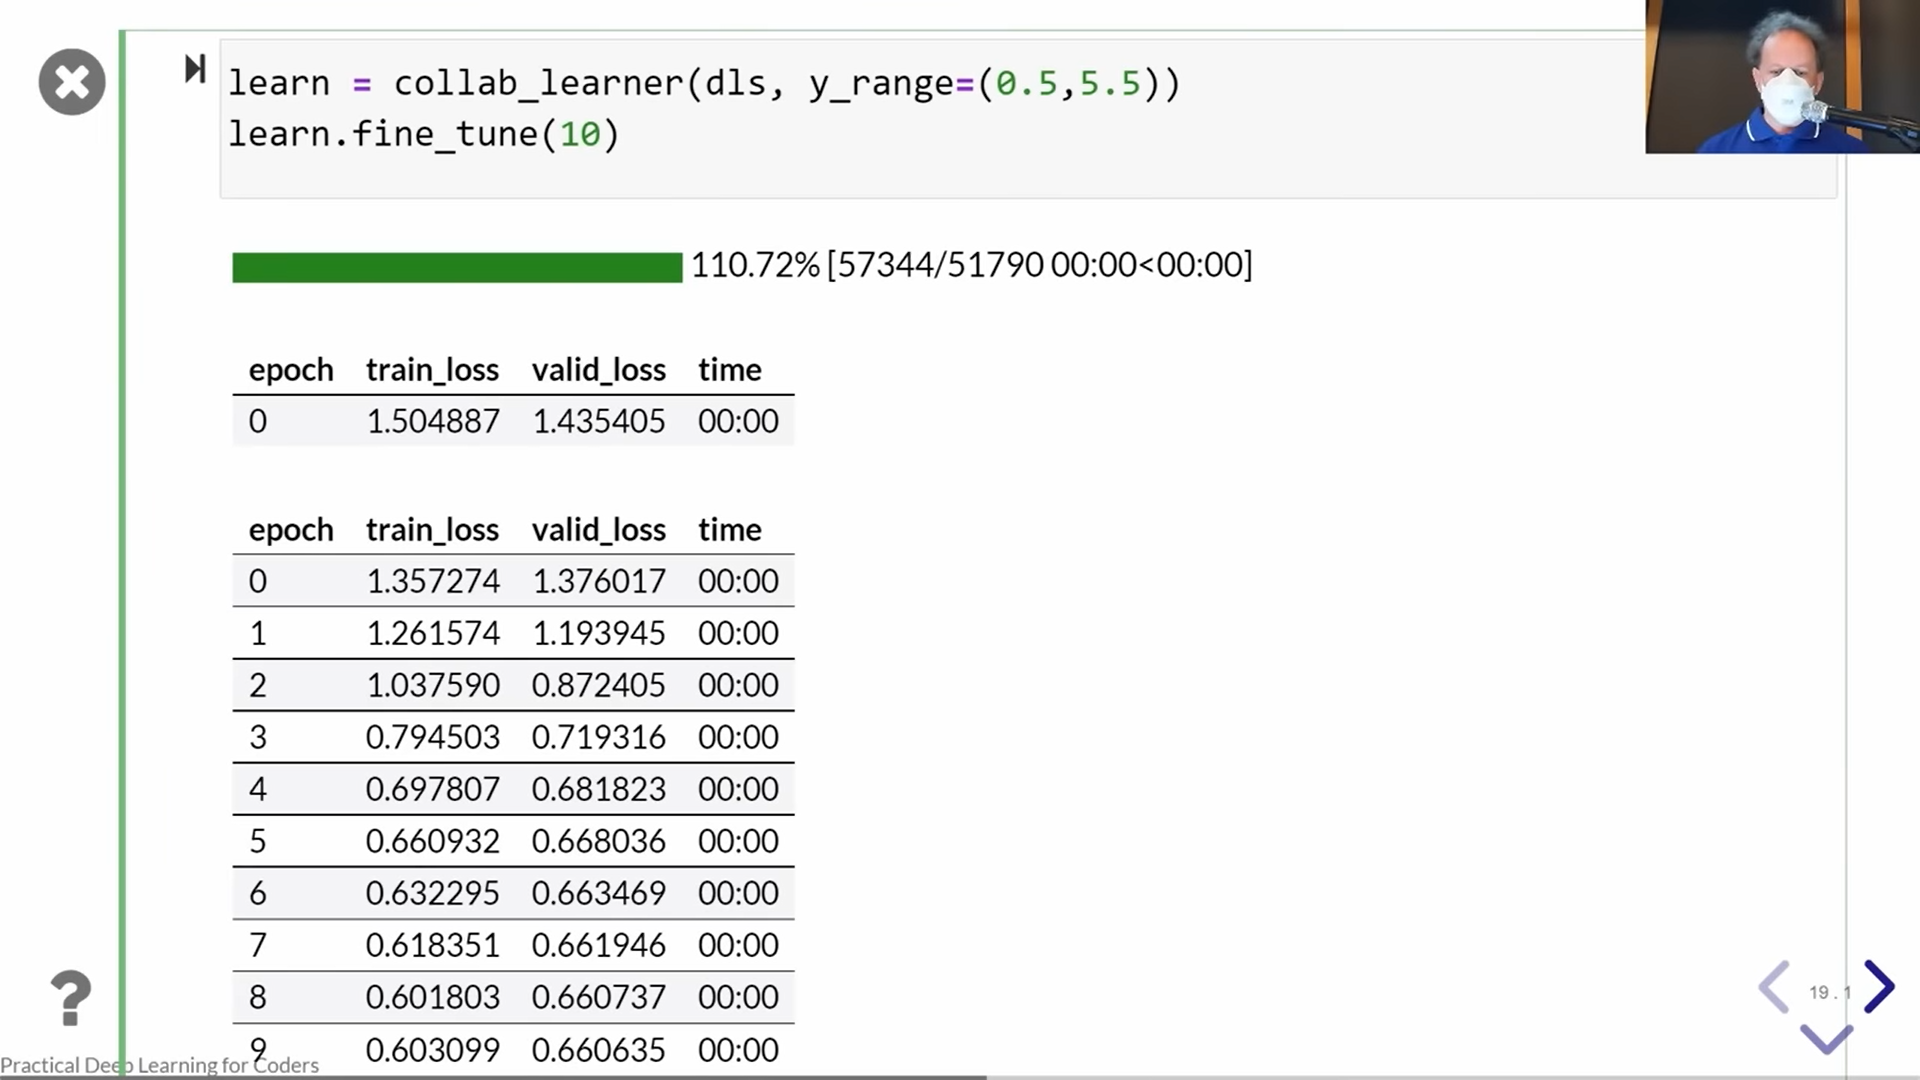 learn = collab_learner(dls, y_range=(0.5,5.5))
learn.fine_tune(10)
110.72% [57344/51790 00:00<00:00]
epoch train_loss valid_loss time
0 1.504887 1.435405 00:00
epoch train_loss valid_loss time
0 1.357274 1.376017 00:00
1 1.261574 1.193945 00:00
2 1.037590 0.872405 00:00
3 0.794503 0.719316 00:00
4 0.697807 0.681823 00:00
5 0.660932 0.668036 00:00
6 0.632295 0.663469 00:00
7 0.618351 0.661946 00:00
8 0.601803 0.660737 00:00
9 0.603099 0.660635 00:00
?
19 . 1
Practical Deep Learning for Coders